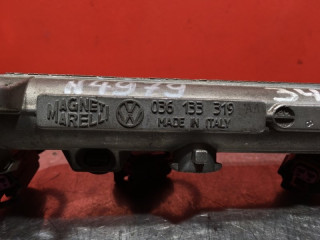 N4979
MAGNETI MARELLI
036 133 319
MADE IN ITALY